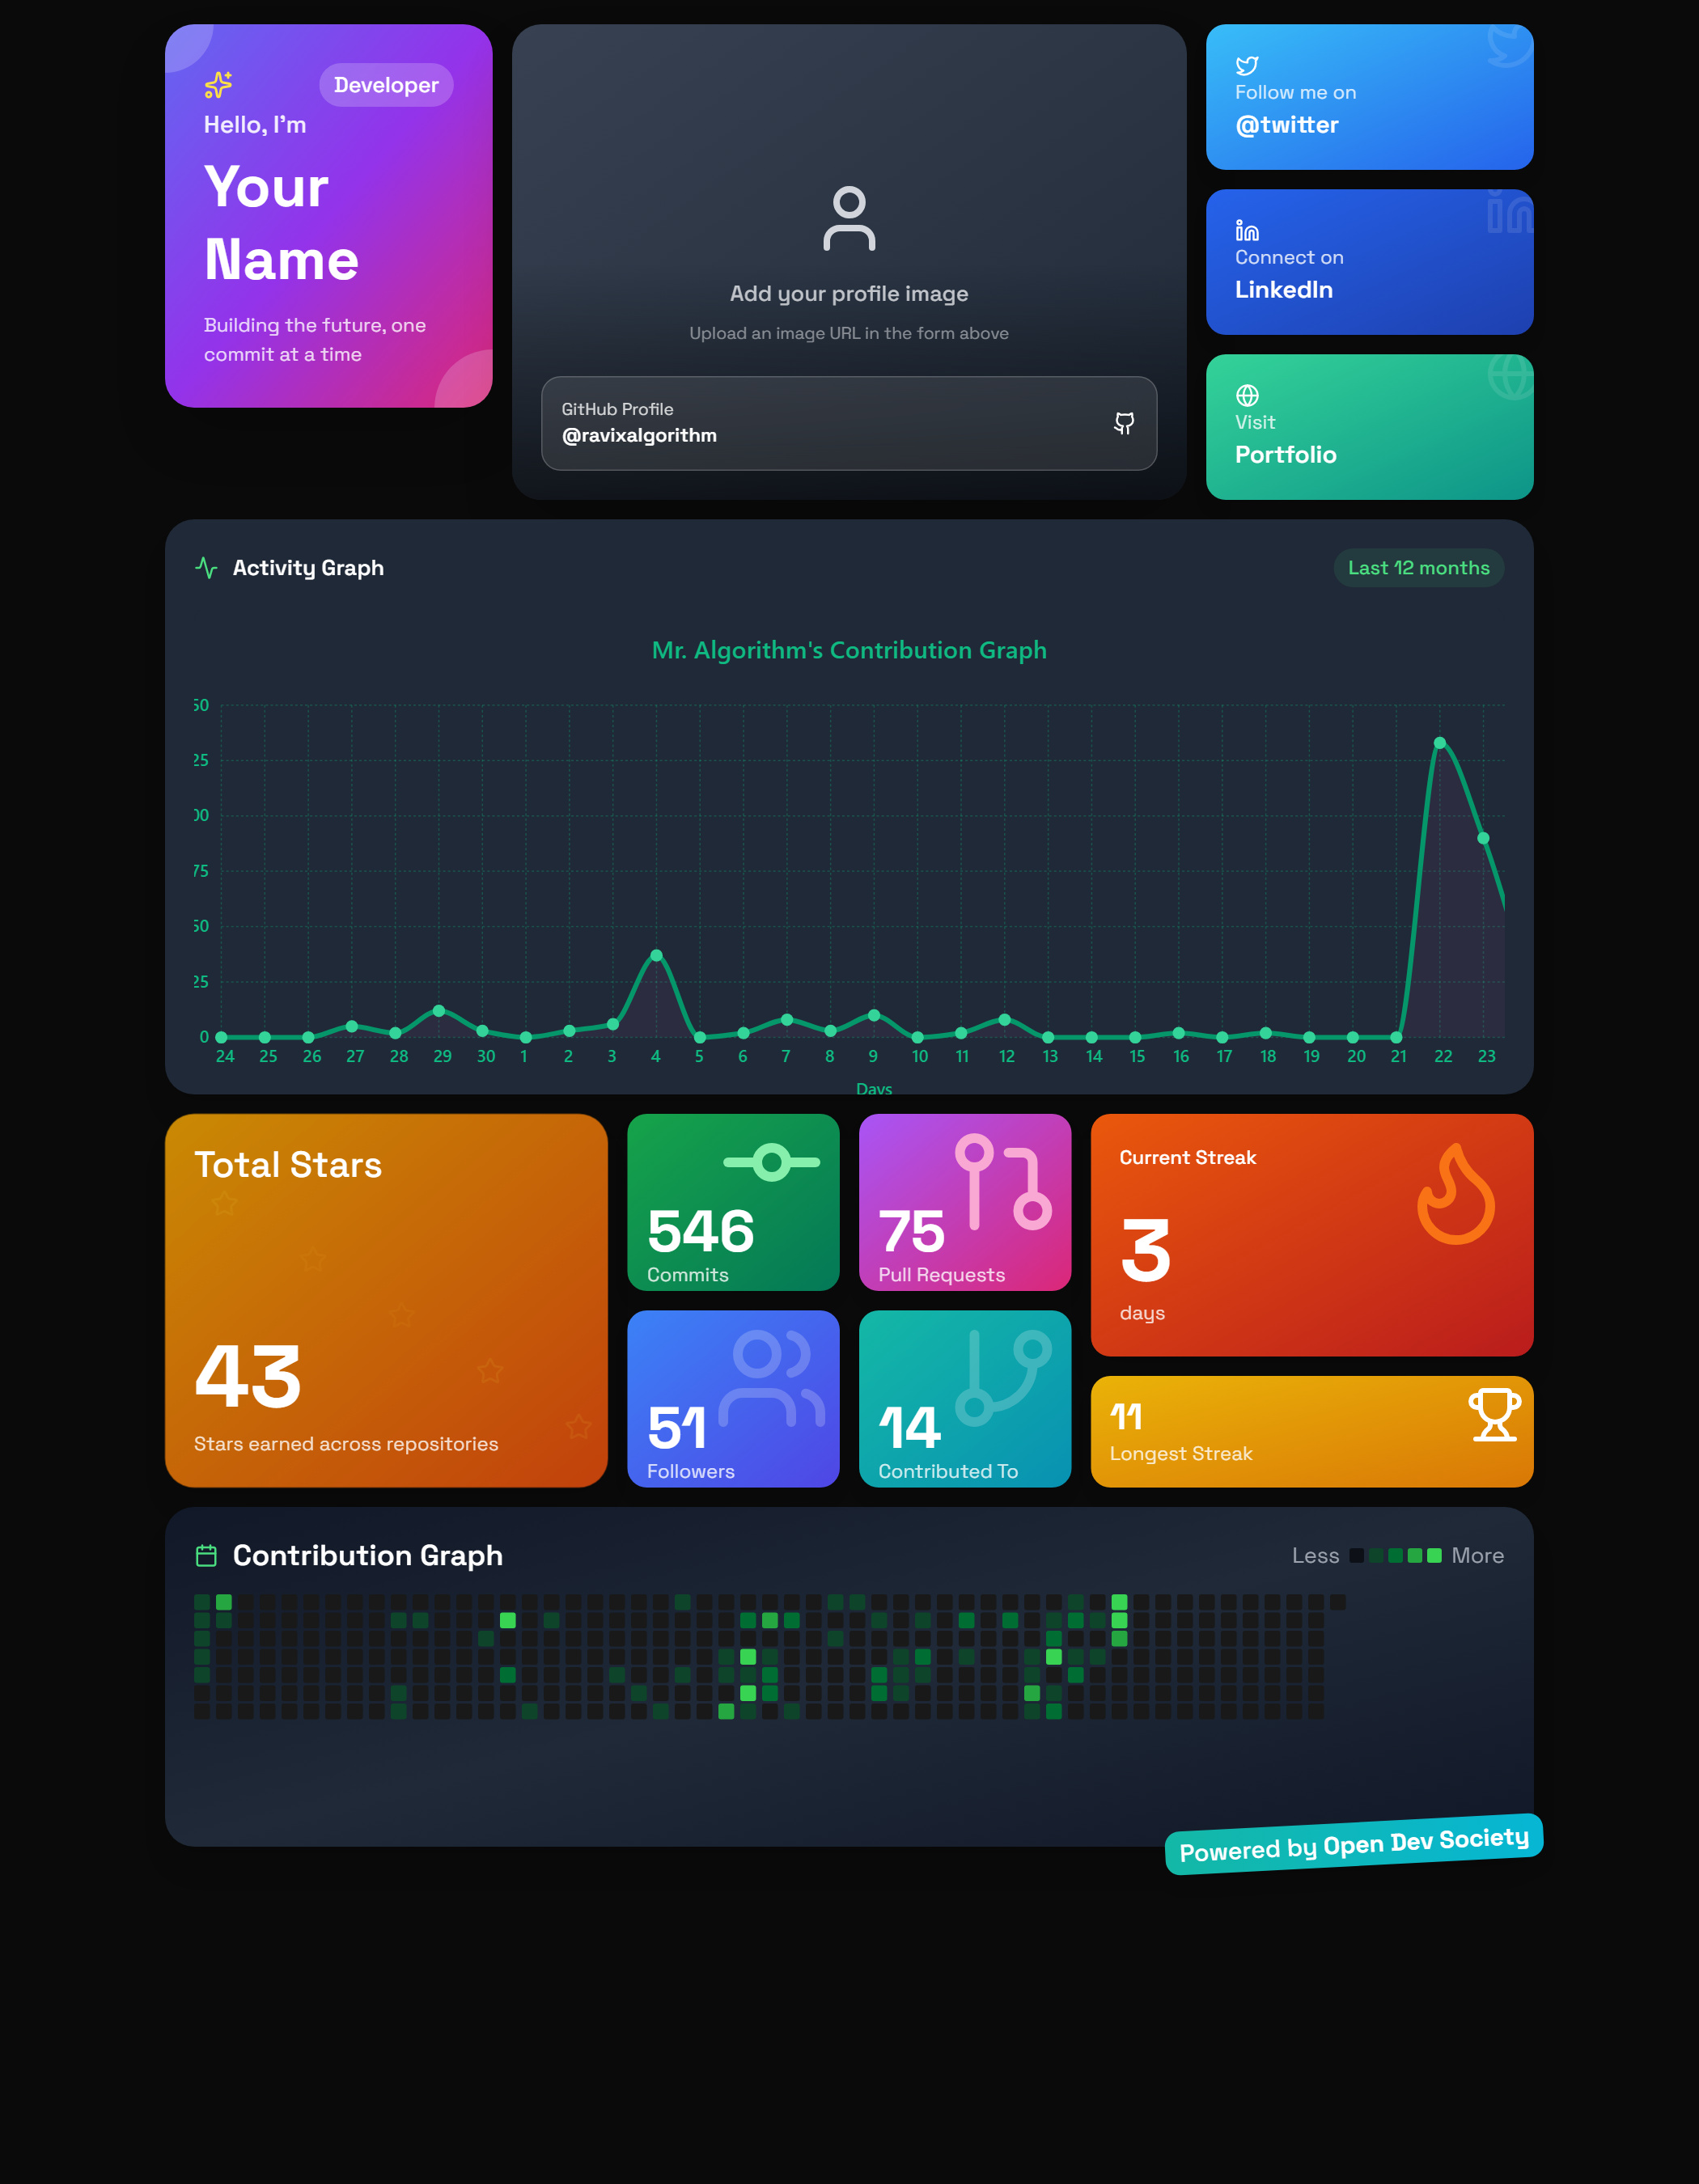 Developer
Hello, I'm
Your
Name
Building the future, one
commit at a time
Add your profile image
Upload an image URL in the form above
GitHub Profile
@ravixalgorithm
Follow me on
@twitter
Connect on
LinkedIn
Visit
Portfolio
Activity Graph
Last 12 months
Mr. Algorithm's Contribution Graph
50
25
00
75
50
25
0
24 25 26 27 28 29 30 1 2 3 4 5 6 7 8 9 10 11 12 13 14 15 16 17 18 19 20 21 22 23
Days
Total Stars
43
Stars earned across repositories
546
Commits
75
Pull Requests
51
Followers
14
Contributed To
Current Streak
3
days
11
Longest Streak
Contribution Graph
Less
More
Powered by Open Dev Society